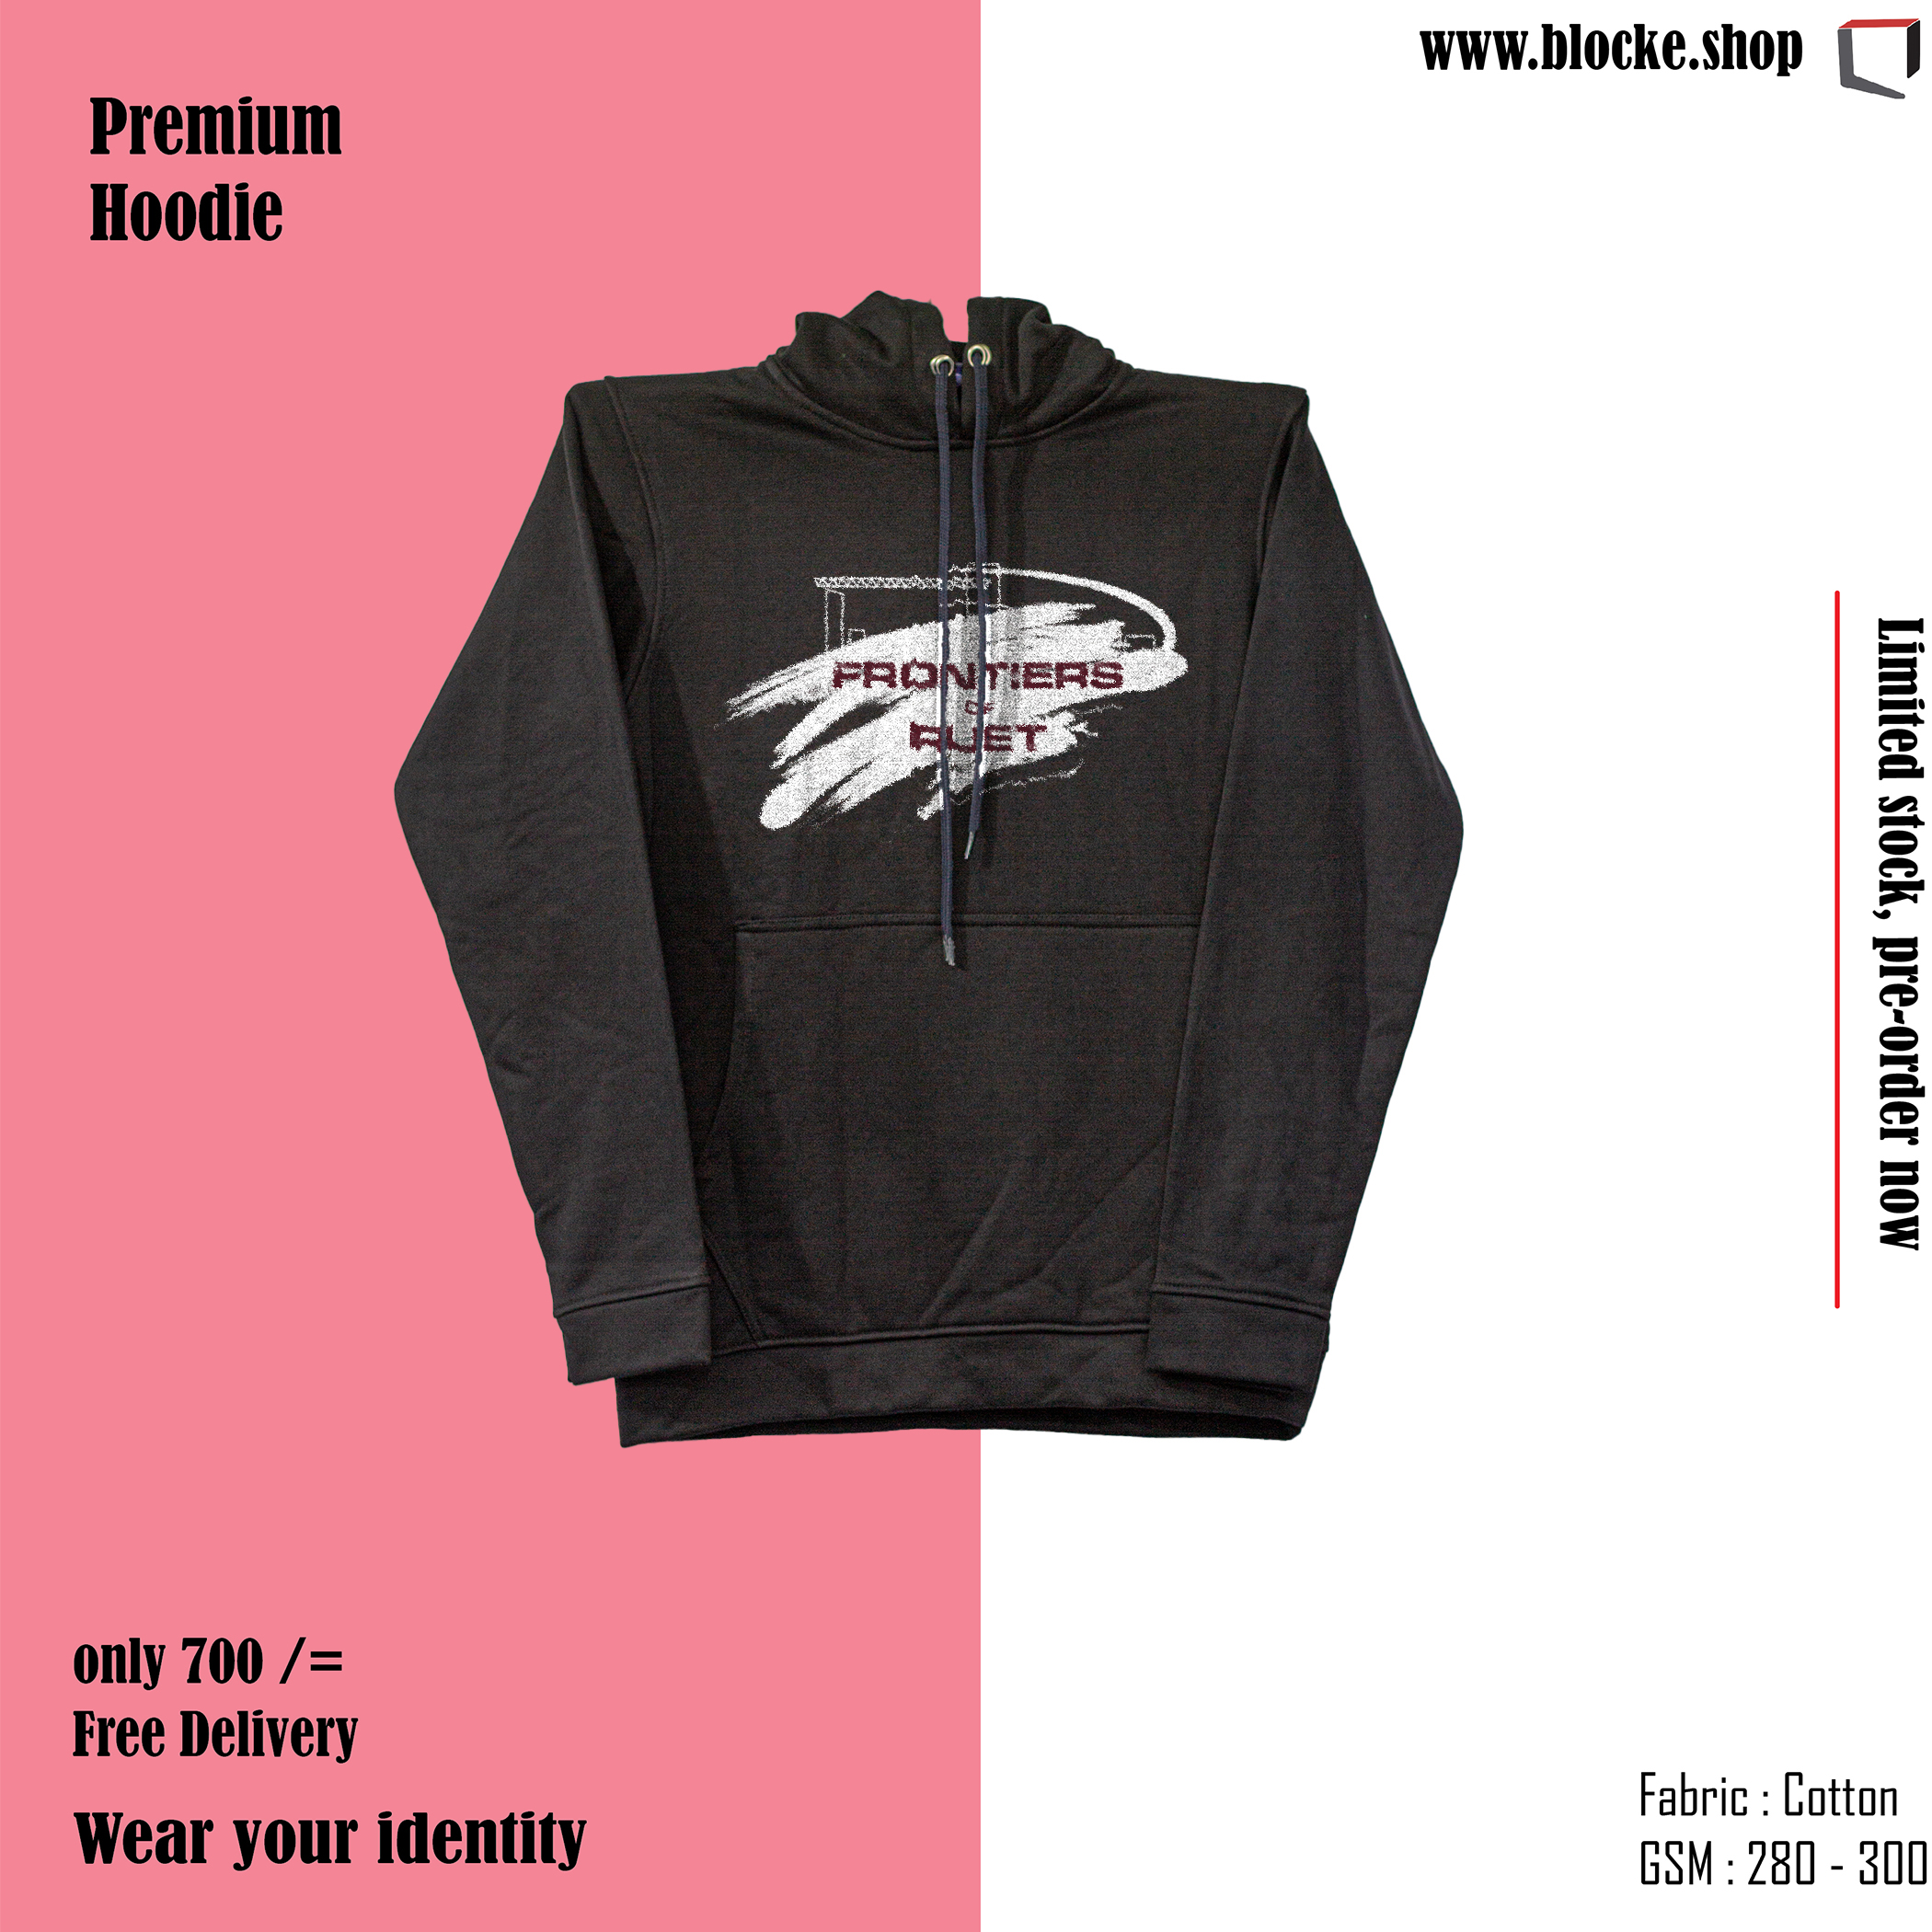 www.blocke.shop
Premium
Hoodie
FRONTIERS
OF
RUET
Limited stock, pre-order now
only 700 /=
Free Delivery
Wear your identity
Fabric : Cotton
GSM : 280 - 300